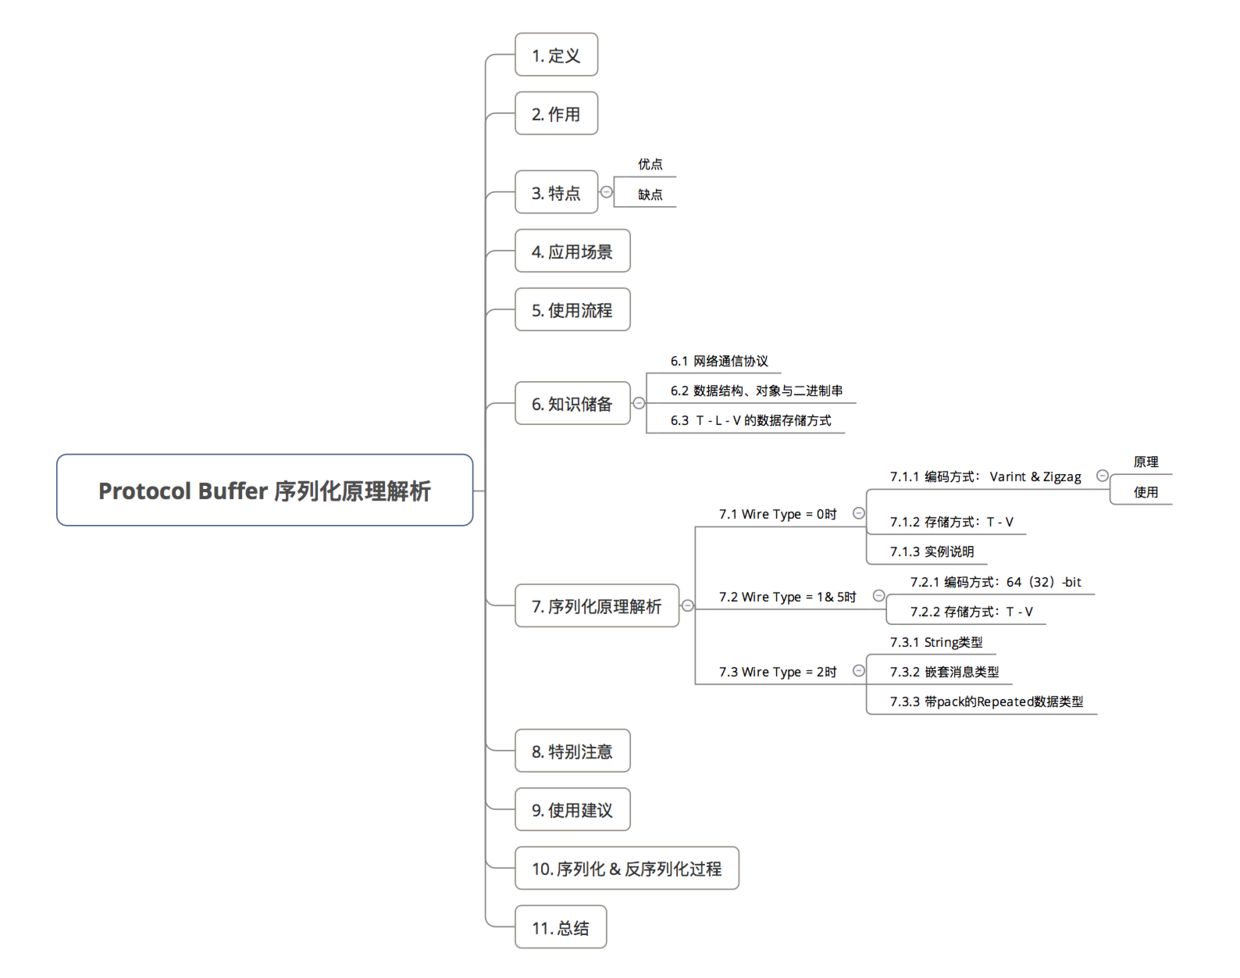 Protocol Buffer 序列化原理解析
1. 定义
2. 作用
3. 特点
优点
缺点
4. 应用场景
5. 使用流程
6. 知识储备
6.1 网络通信协议
6.2 数据结构、对象与二进制串
6.3 T - L - V 的数据存储方式
7. 序列化原理解析
7.1 Wire Type = 0时
7.1.1 编码方式： Varint & Zigzag
原理
使用
7.1.2 存储方式：T - V
7.1.3 实例说明
7.2 Wire Type = 1& 5时
7.2.1 编码方式：64（32）-bit
7.2.2 存储方式：T - V
7.3 Wire Type = 2时
7.3.1 String类型
7.3.2 嵌套消息类型
7.3.3 带pack的Repeated数据类型
8. 特别注意
9. 使用建议
10. 序列化 & 反序列化过程
11. 总结